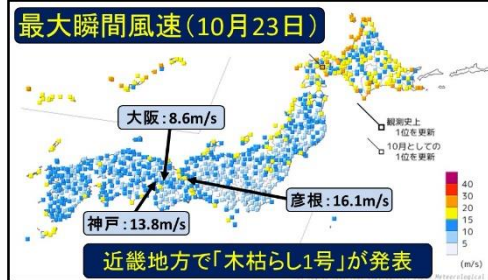 最大瞬間風速(10月23日)
大阪:8.6m/s
観測史上
1位を更新
10月としての
1位を更新
彦根:16.1m/s
神戸:13.8m/s
40
30
20
15
10
5
(m/s)
近畿地方で「木枯らし1号」が発表